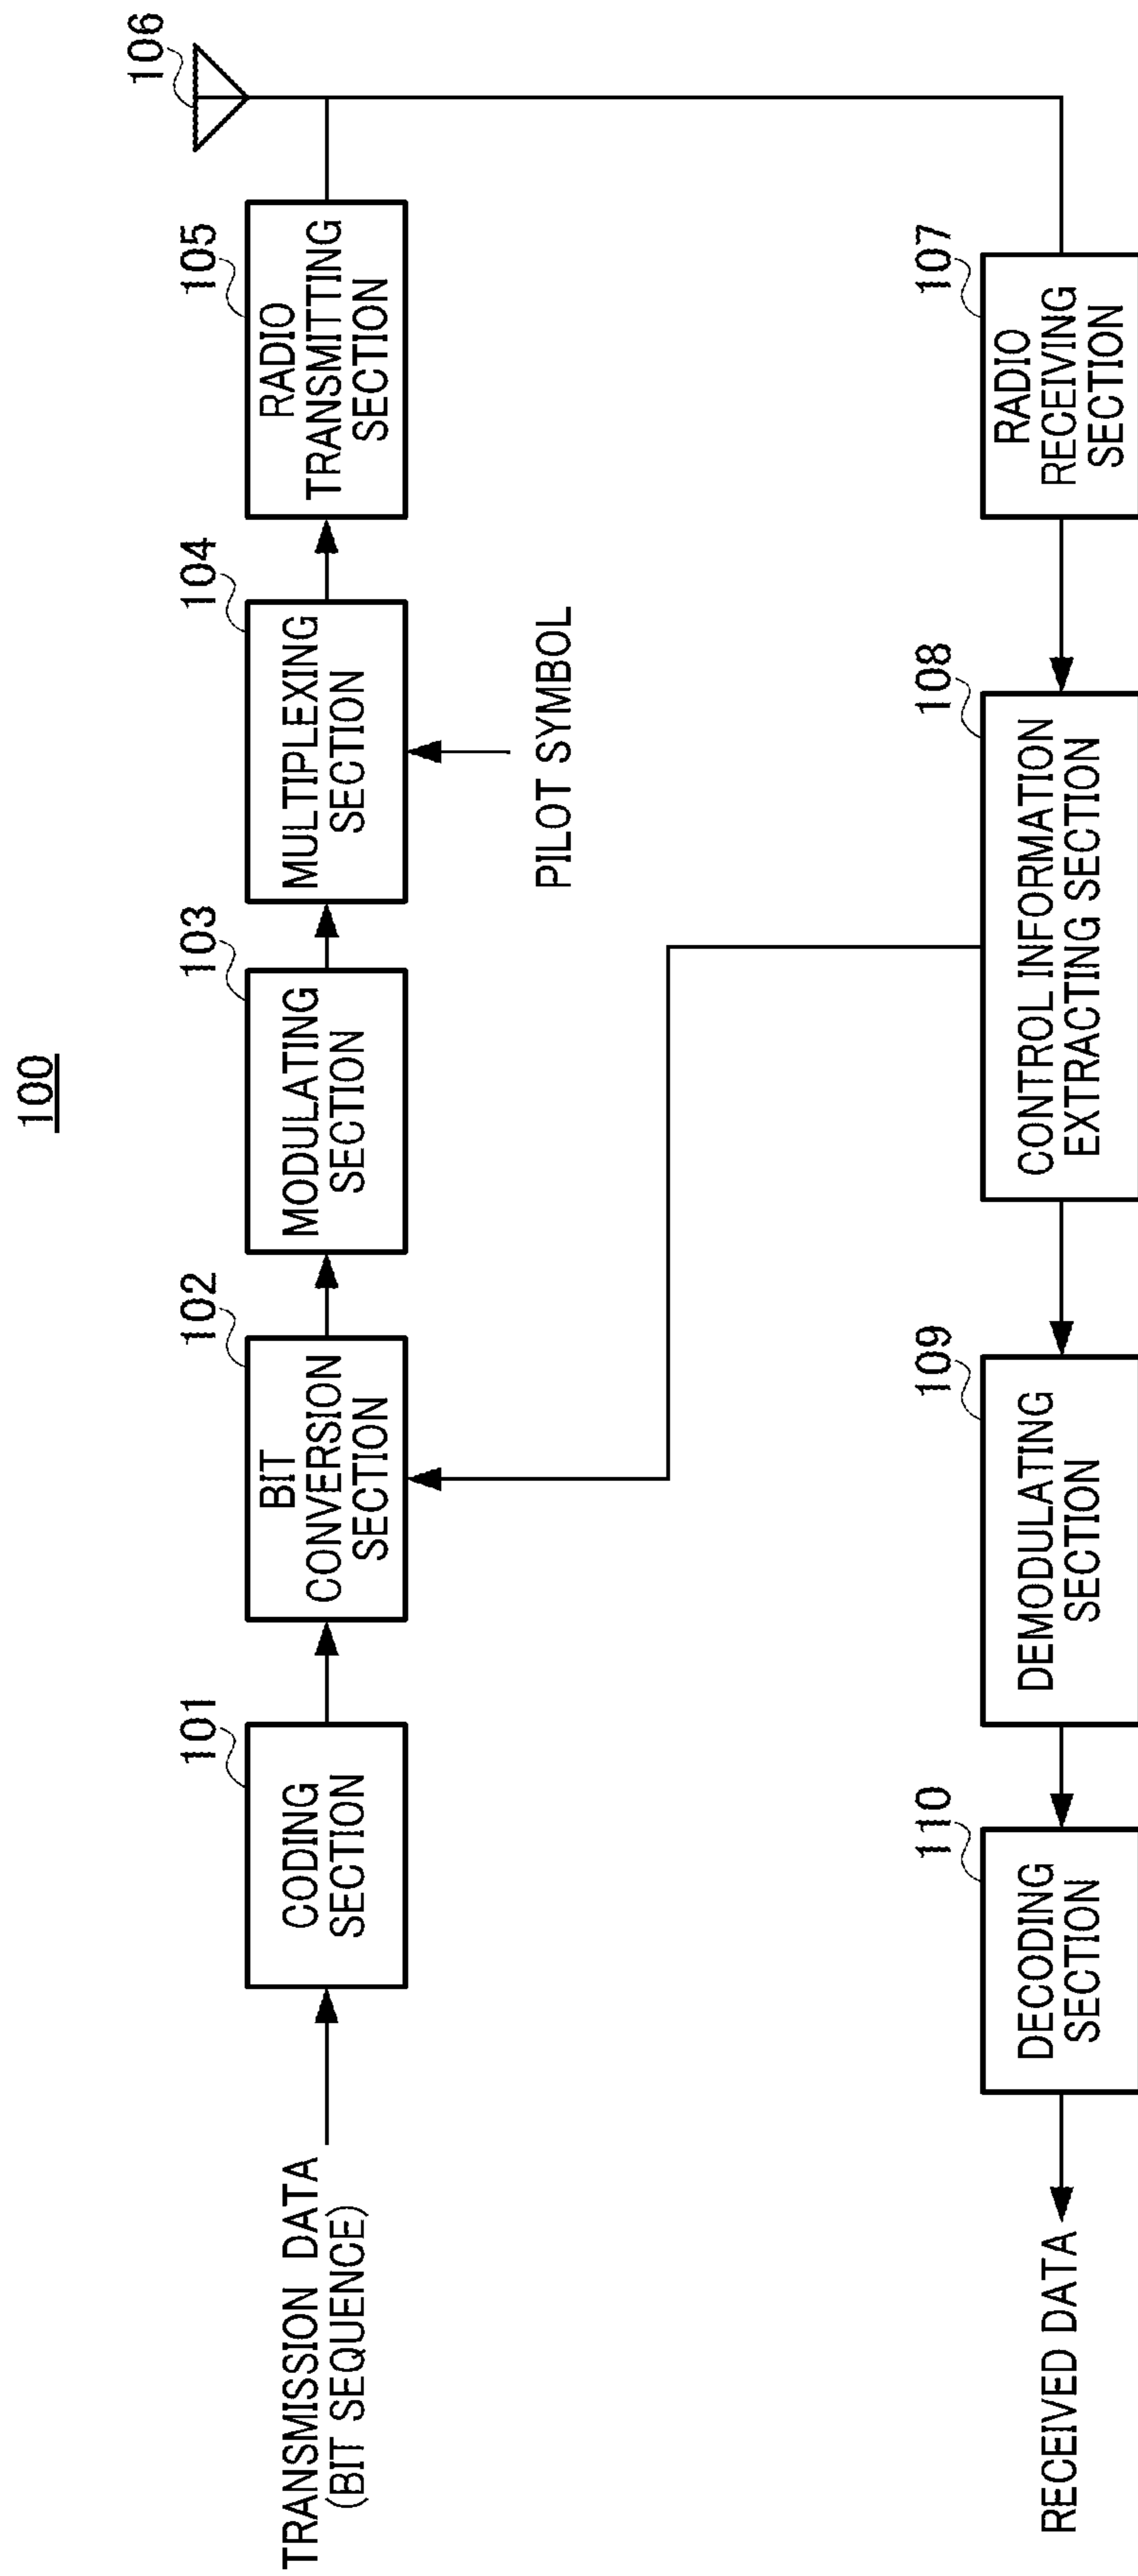 100
101
102
103
104
105
106
TRANSMISSION DATA
(BIT SEQUENCE)
CODING
SECTION
BIT
CONVERSION
SECTION
MODULATING
SECTION
MULTIPLEXING
SECTION
RADIO
TRANSMITTING
SECTION
PILOT SYMBOL
110
109
108
107
RECEIVED DATA
DECODING
SECTION
DEMODULATING
SECTION
CONTROL INFORMATION
EXTRACTING SECTION
RADIO
RECEIVING
SECTION